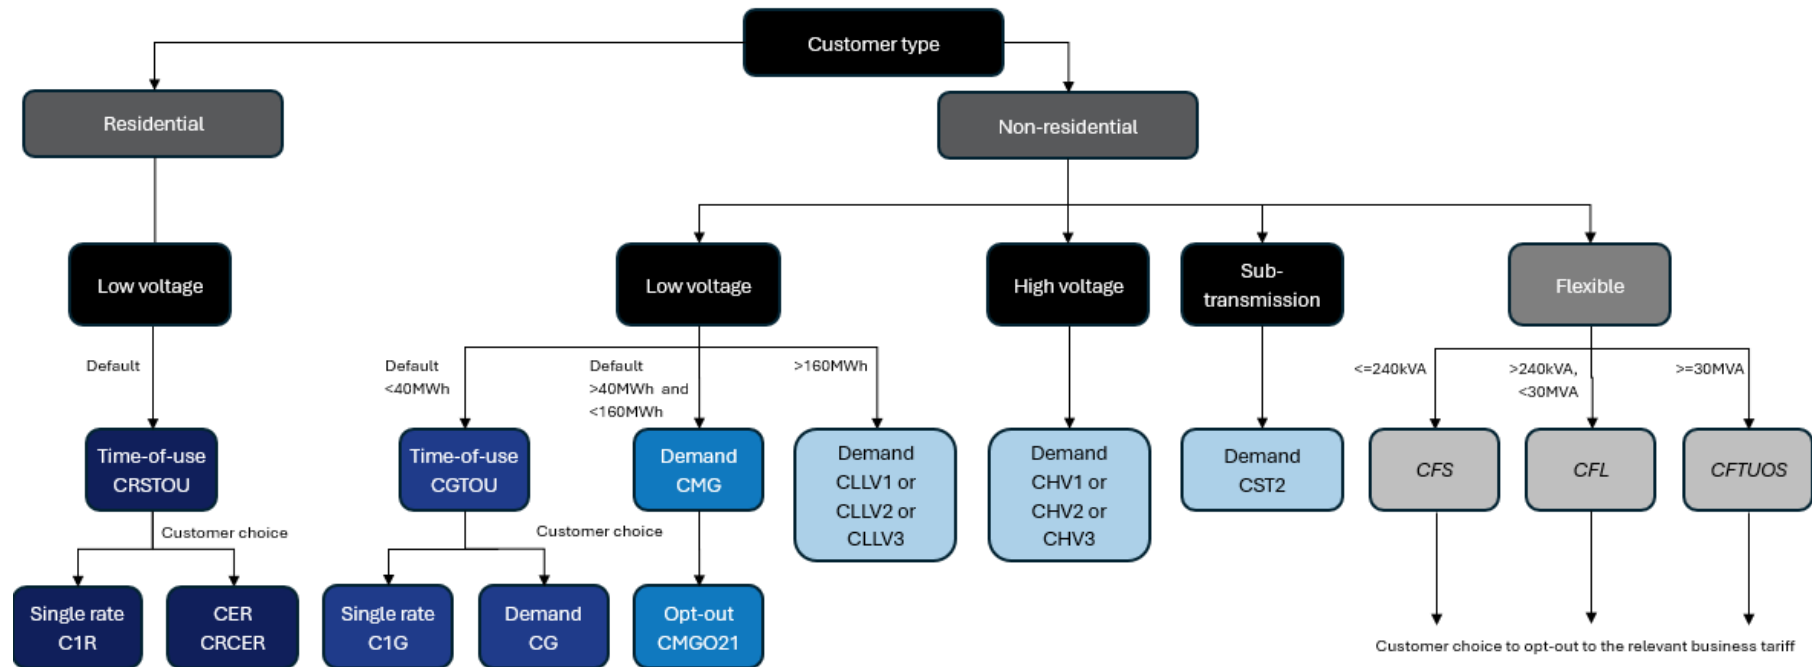 Customer type
Residential
Non-residential
Low voltage
Low voltage
High voltage
Sub-
transmission
Flexible
Default
Default
<40MWh
Default
>40MWh and
<160MWh
>160MWh
<=240kVA
>240kVA,
<30MVA
>=30MVA
Time-of-use
CRSTOU
Time-of-use
CGTOU
Demand
CMG
Demand
CLLV1 or
CLLV2 or
CLLV3
Demand
CHV1 or
CHV2 or
CHV3
Demand
CST2
CFS
CFL
CFTUOS
Customer choice
Customer choice
Single rate
C1R
CER
CRCER
Single rate
C1G
Demand
CG
Opt-out
CMGO21
Customer choice to opt-out to the relevant business tariff